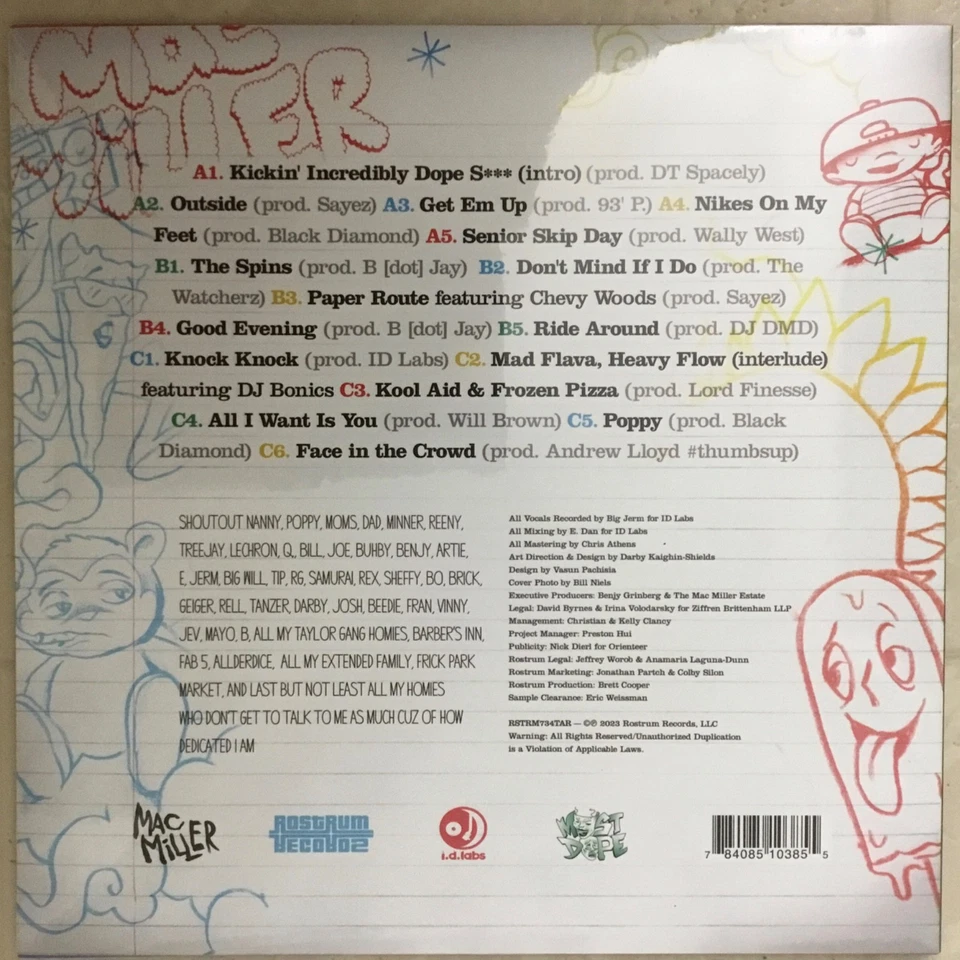 MAC
MILLER
A1. Kickin' Incredibly Dope S*** (intro) (prod. DT Spacely)
A2. Outside (prod. Sayez) A3. Get Em Up (prod. 93' P.) A4. Nikes On My
Feet (prod. Black Diamond) A5. Senior Skip Day (prod. Wally West)
B1. The Spins (prod. B [dot] Jay) B2. Don't Mind If I Do (prod. The
Watcherz) B3. Paper Route featuring Chevy Woods (prod. Sayez)
B4. Good Evening (prod. B [dot] Jay) B5. Ride Around (prod. DJ DMD)
C1. Knock Knock (prod. ID Labs) C2. Mad Flava, Heavy Flow (interlude)
featuring DJ Bonics C3. Kool Aid & Frozen Pizza (prod. Lord Finesse)
C4. All I Want Is You (prod. Will Brown) C5. Poppy (prod. Black
Diamond) C6. Face in the Crowd (prod. Andrew Lloyd #thumbsup)
SHOUTOUT NANNY, POPPY, MOMS, DAD, MINNER, REENY,
TREEJAY, LECHRON, Q, BILL, JOE, BUHBY, BENJY, ARTIE,
E, JERM, BIG WILL, TIP, RG, SAMURAI, REX, SHEFFY, BO, BRICK,
GEIGER, RELL, TANZER, DARBY, JOSH, BEEDIE, FRAN, VINNY,
JEV, MAYO, B, ALL MY TAYLOR GANG HOMIES, BARBER'S INN,
FAB 5, ALLDERDICE, ALL MY EXTENDED FAMILY, FRICK PARK
MARKET, AND LAST BUT NOT LEAST ALL MY HOMIES
WHO DON'T GET TO TALK TO ME AS MUCH CUZ OF HOW
DEDICATED I AM
All Vocals Recorded by Big Jerm for ID Labs
All Mixing by E. Dan for ID Labs
All Mastering by Chris Athens
Art Direction & Design by Darby Kaighin-Shields
Design by Vasun Pachisia
Cover Photo by Bill Niels
Executive Producers: Benjy Grinberg & The Mac Miller Estate
Legal: David Byrnes & Irina Volodarsky for Ziffren Brittenham LLP
Management: Christian & Kelly Clancy
Project Manager: Preston Hui
Publicity: Nick Dierl for Orienteer
Rostrum Legal: Jeffrey Worob & Anamaria Laguna-Dunn
Rostrum Marketing: Jonathan Partch & Colby Silon
Rostrum Production: Brett Cooper
Sample Clearance: Eric Weissman
RSTRM734TAR — ©℗ 2023 Rostrum Records, LLC
Warning: All Rights Reserved/Unauthorized Duplication
is a Violation of Applicable Laws.
MAC
MILLER
ROSTRUM
RECORDZ
i.d.labs
MOST
DOPE
7 84085 10385 5